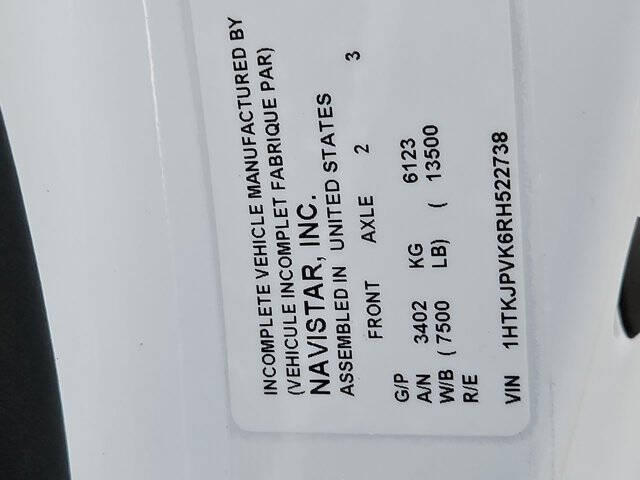 INCOMPLETE VEHICLE MANUFACTURED BY
(VEHICULE INCOMPLET FABRIQUE PAR)
NAVISTAR, INC.
ASSEMBLED IN UNITED STATES
FRONT AXLE 2 3
G/P
A/N 3402 KG 6123
W/B ( 7500 LB) ( 13500
R/E
VIN 1HTKJPVK6RH522738